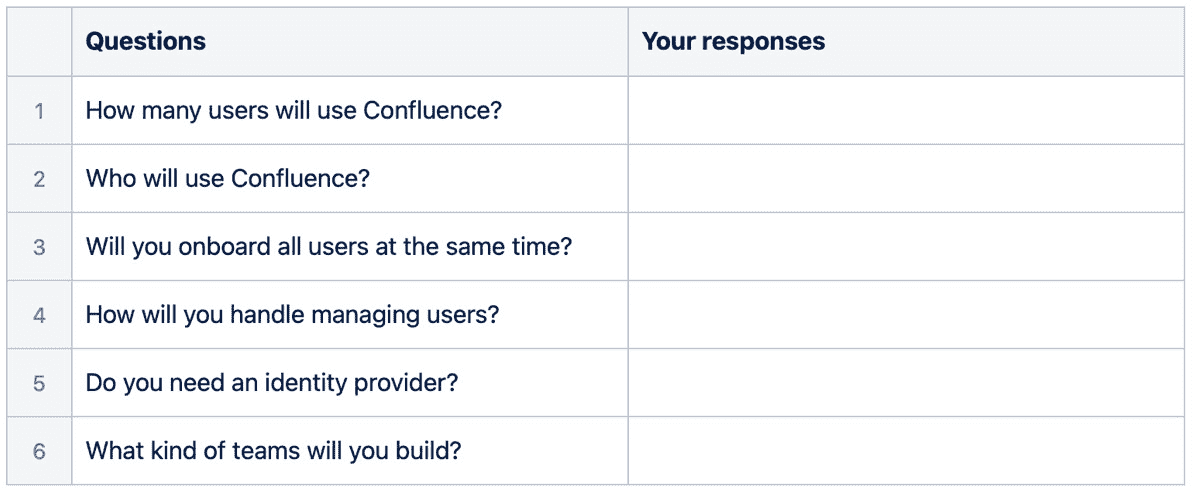 Questions Your responses
1 How many users will use Confluence?
2 Who will use Confluence?
3 Will you onboard all users at the same time?
4 How will you handle managing users?
5 Do you need an identity provider?
6 What kind of teams will you build?